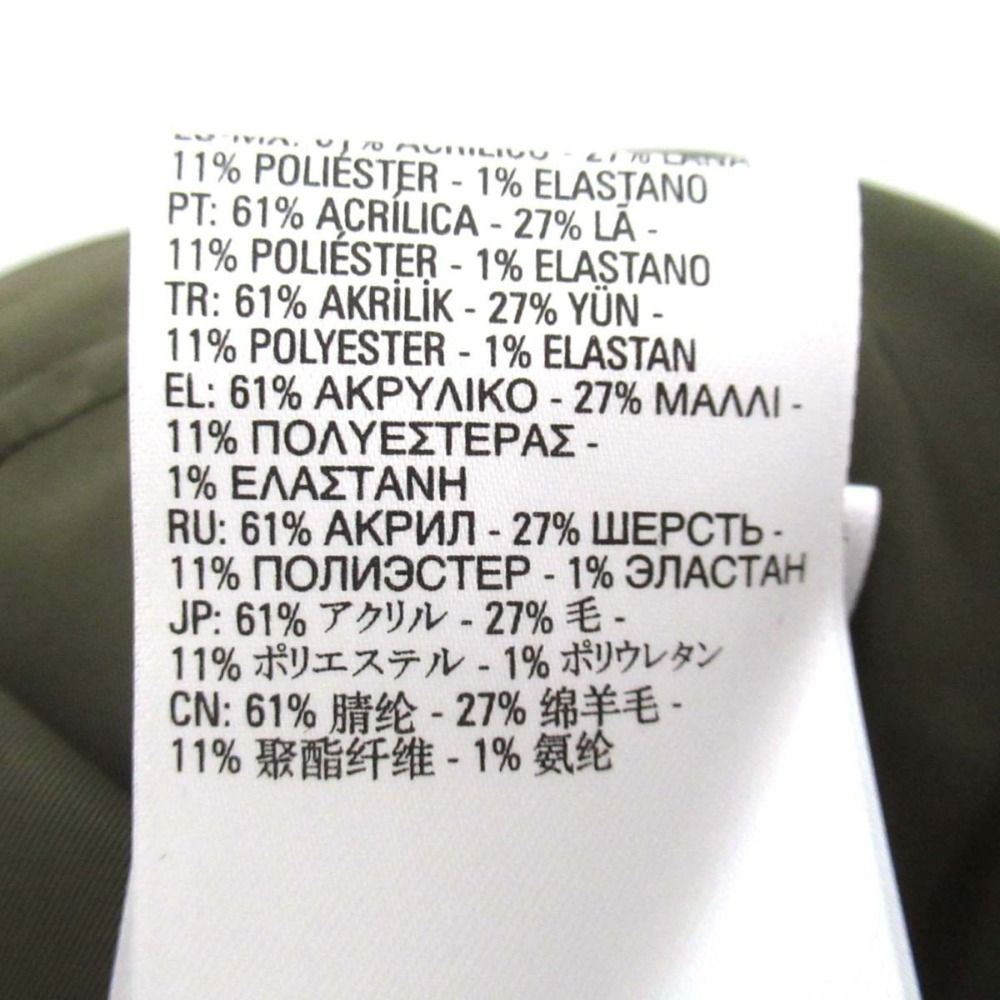 61% ACRÍLICO - 27% LANA
11% POLIÉSTER - 1% ELASTANO
PT: 61% ACRÍLICA - 27% LÃ -
11% POLIÉSTER - 1% ELASTANO
TR: 61% AKRİLİK - 27% YÜN -
11% POLYESTER - 1% ELASTAN
EL: 61% ΑΚΡΥΛΙΚΟ - 27% ΜΑΛΛΙ -
11% ΠΟΛΥΕΣΤΕΡΑΣ -
1% ΕΛΑΣΤΑΝΗ
RU: 61% АКРИЛ - 27% ШЕРСТЬ -
11% ПОЛИЭСТЕР - 1% ЭЛАСТАН
JP: 61% アクリル - 27% 毛 -
11% ポリエステル - 1% ポリウレタン
CN: 61% 腈纶 - 27% 绵羊毛 -
11% 聚酯纤维 - 1% 氨纶